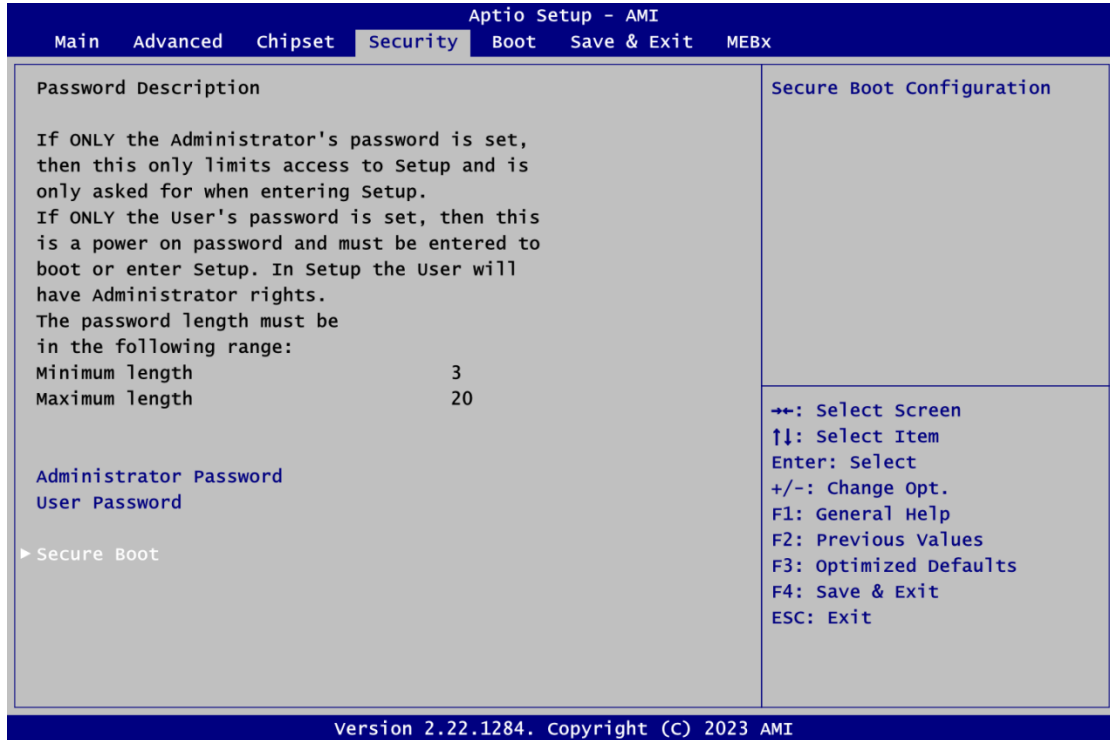 Aptio Setup – AMI
Main Advanced Chipset Security Boot Save & Exit MEBx
Password Description
If ONLY the Administrator's password is set,
then this only limits access to Setup and is
only asked for when entering Setup.
If ONLY the User's password is set, then this
is a power on password and must be entered to
boot or enter Setup. In Setup the User will
have Administrator rights.
The password length must be
in the following range:
Minimum length 3
Maximum length 20
Administrator Password
User Password
▶ Secure Boot
Secure Boot Configuration
→←: Select Screen
↑↓: Select Item
Enter: Select
+/-: Change Opt.
F1: General Help
F2: Previous Values
F3: Optimized Defaults
F4: Save & Exit
ESC: Exit
Version 2.22.1284. Copyright (C) 2023 AMI